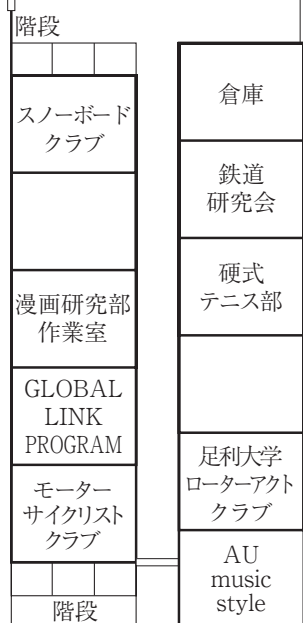 階段
スノーボード
クラブ
漫画研究部
作業室
GLOBAL
LINK
PROGRAM
モーター
サイクリスト
クラブ
階段
倉庫
鉄道
研究会
硬式
テニス部
足利大学
ローターアクト
クラブ
AU
music
style